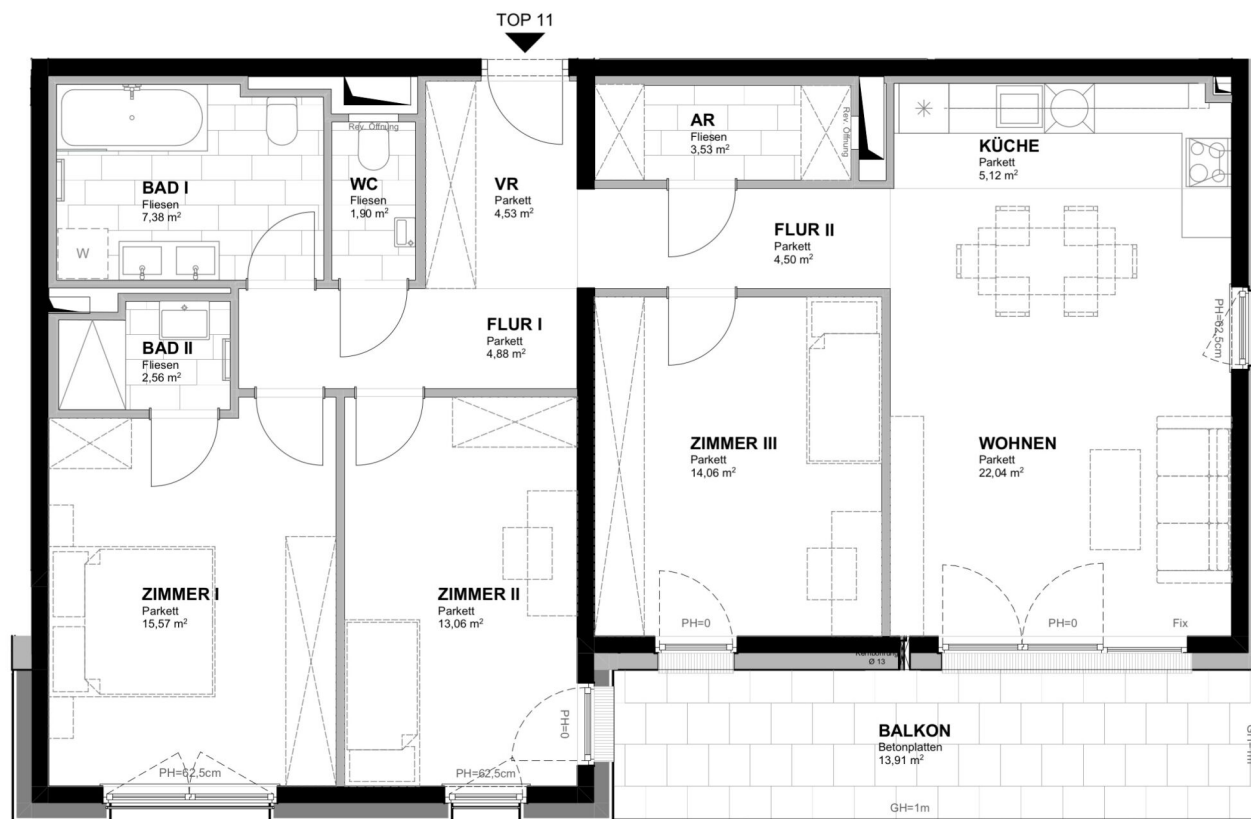 TOP 11
BAD I
Fliesen
7,38 m²
Rev. Öffnung
WC
Fliesen
1,90 m²
VR
Parkett
4,53 m²
AR
Fliesen
3,53 m²
Rev. Öffnung
KÜCHE
Parkett
5,12 m²
W
FLUR II
Parkett
4,50 m²
BAD II
Fliesen
2,56 m²
FLUR I
Parkett
4,88 m²
PH=62,5cm
ZIMMER III
Parkett
14,06 m²
WOHNEN
Parkett
22,04 m²
ZIMMER I
Parkett
15,57 m²
ZIMMER II
Parkett
13,06 m²
PH=0
PH=0
Fix
Ø 13
PH=0
BALKON
Betonplatten
13,91 m²
PH=62,5cm
PH=62,5cm
GH=1m